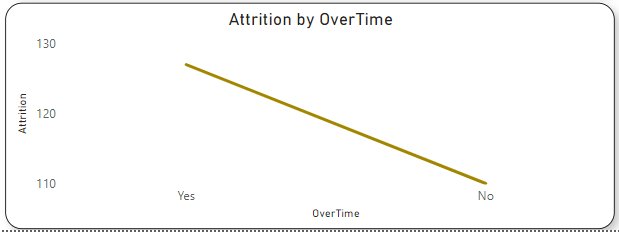 Attrition by OverTime
130
120
110
Attrition
Yes
No
OverTime